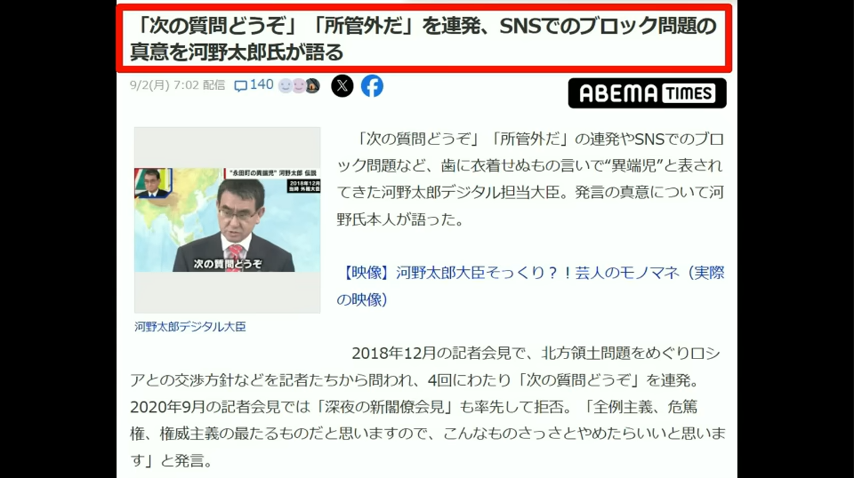 「次の質問どうぞ」「所管外だ」を連発、SNSでのブロック問題の
真意を河野太郎氏が語る
9/2(月) 7:02 配信
140
ABEMA TIMES
"永田町の異端児" 河野太郎 伝説
2018年12月
次の質問どうぞ
河野太郎デジタル大臣
「次の質問どうぞ」「所管外だ」の連発やSNSでのブロ
ック問題など、歯に衣着せぬもの言いで“異端児”と表され
てきた河野太郎デジタル担当大臣。発言の真意について河
野氏本人が語った。
【映像】河野太郎大臣そっくり？！芸人のモノマネ（実際
の映像）
2018年12月の記者会見で、北方領土問題をめぐりロシ
アとの交渉方針などを記者たちから問われ、4回にわたり「次の質問どうぞ」を連発。
2020年9月の記者会見では「深夜の新閣僚会見」も率先して拒否。「全例主義、危篤
権、権威主義の最たるものだと思いますので、こんなものさっさとやめたらいいと思いま
す」と発言。